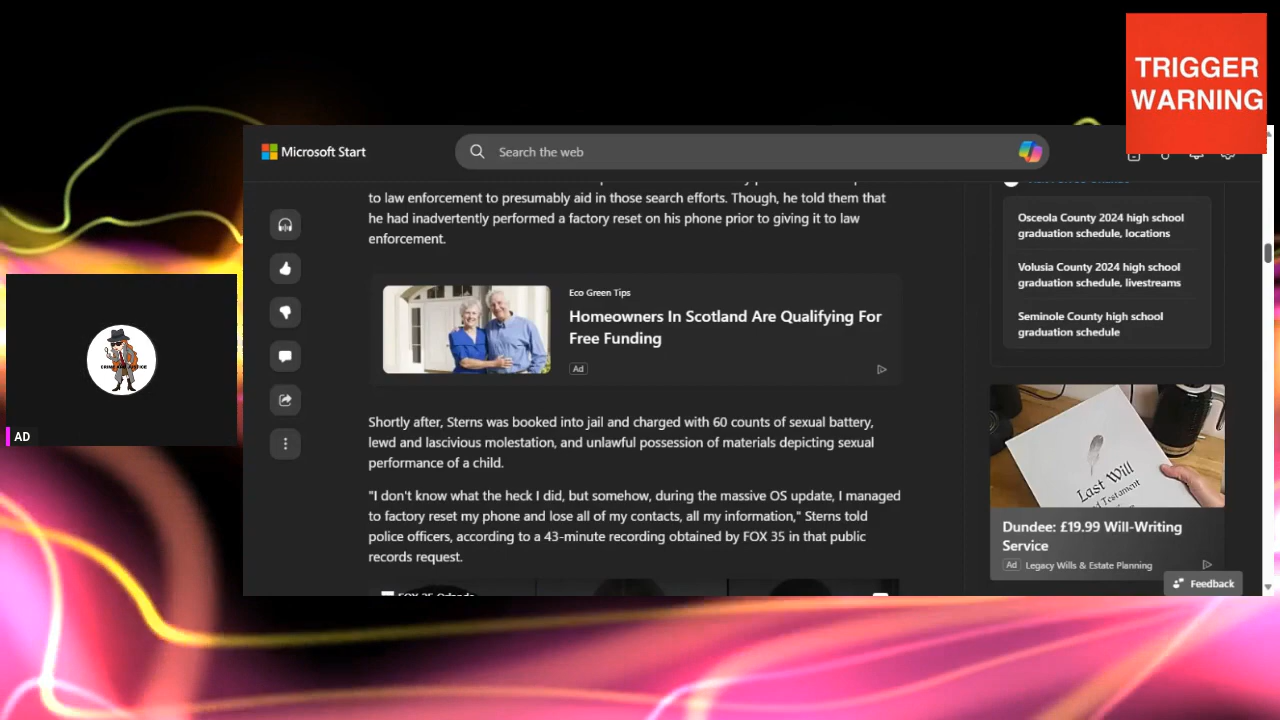 TRIGGER
WARNING
Microsoft Start
Search the web
to law enforcement to presumably aid in those search efforts. Though, he told them that
he had inadvertently performed a factory reset on his phone prior to giving it to law
enforcement.
Eco Green Tips
Homeowners In Scotland Are Qualifying For
Free Funding
Ad
Shortly after, Sterns was booked into jail and charged with 60 counts of sexual battery,
lewd and lascivious molestation, and unlawful possession of materials depicting sexual
performance of a child.
"I don't know what the heck I did, but somehow, during the massive OS update, I managed
to factory reset my phone and lose all of my contacts, all my information," Sterns told
police officers, according to a 43-minute recording obtained by FOX 35 in that public
records request.
FOX 35 Orlando
Osceola County 2024 high school
graduation schedule, locations
Volusia County 2024 high school
graduation schedule, livestreams
Seminole County high school
graduation schedule
Last Will
Testament
Dundee: £19.99 Will-Writing
Service
Ad Legacy Wills & Estate Planning
Feedback
CRIME AND JUSTICE
AD